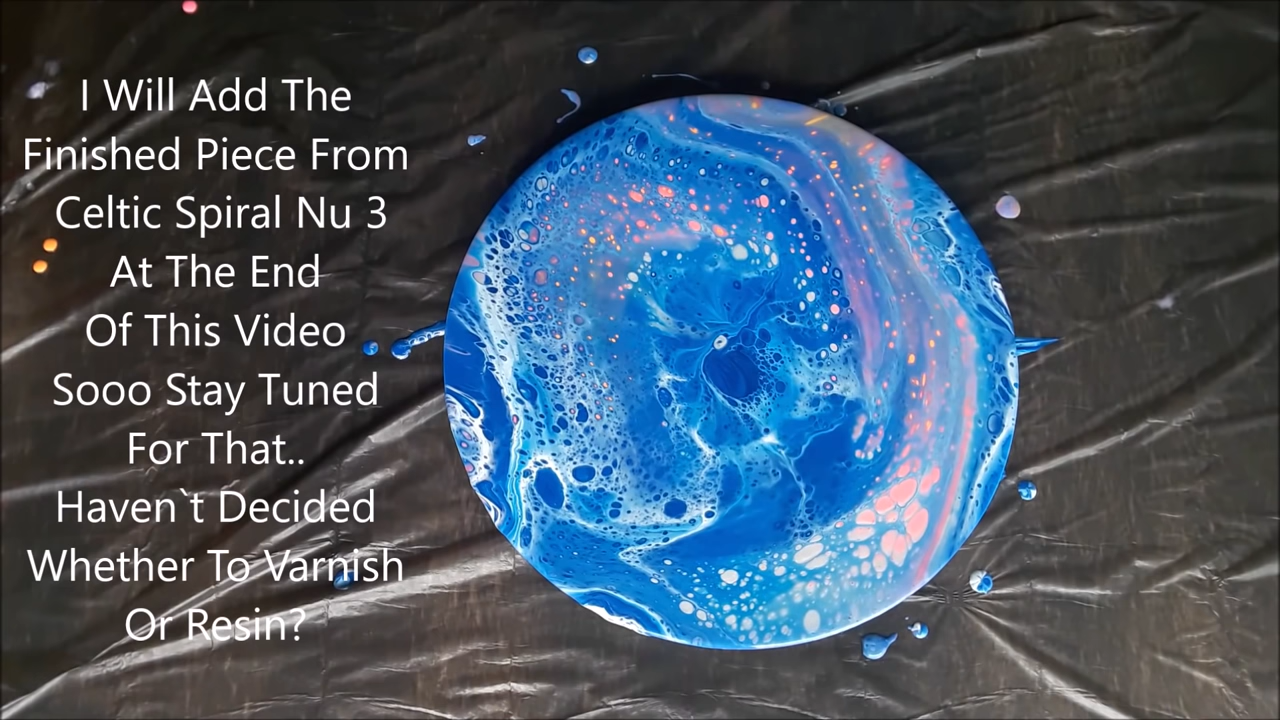 I Will Add The
Finished Piece From
Celtic Spiral Nu 3
At The End
Of This Video
Sooo Stay Tuned
For That..
Haven`t Decided
Whether To Varnish
Or Resin?